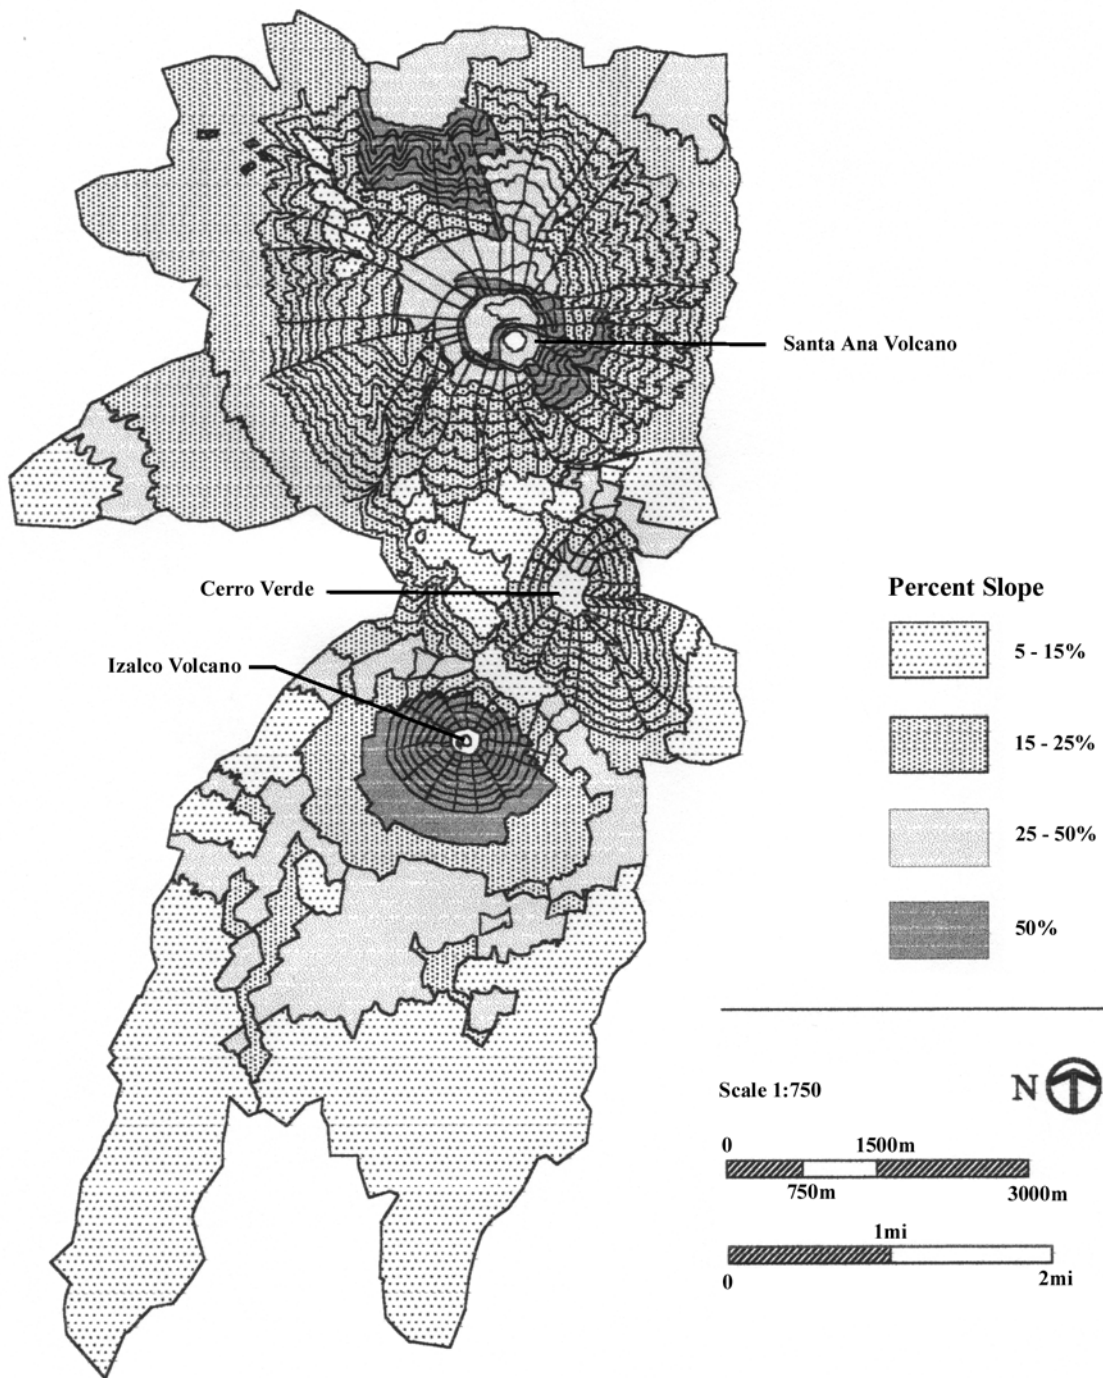 Santa Ana Volcano
Cerro Verde
Izalco Volcano
Percent Slope
5 - 15%
15 - 25%
25 - 50%
50%
Scale 1:750
N
0 1500m
750m 3000m
1mi
0 2mi